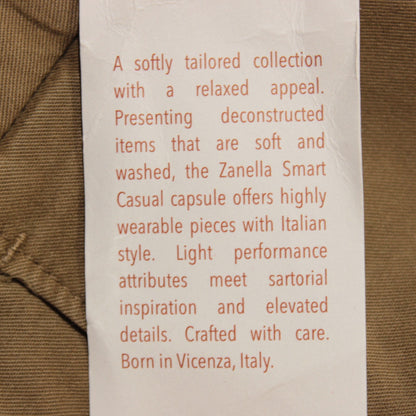 A softly tailored collection
with a relaxed appeal.
Presenting deconstructed
items that are soft and
washed, the Zanella Smart
Casual capsule offers highly
wearable pieces with Italian
style. Light performance
attributes meet sartorial
inspiration and elevated
details. Crafted with care.
Born in Vicenza, Italy.